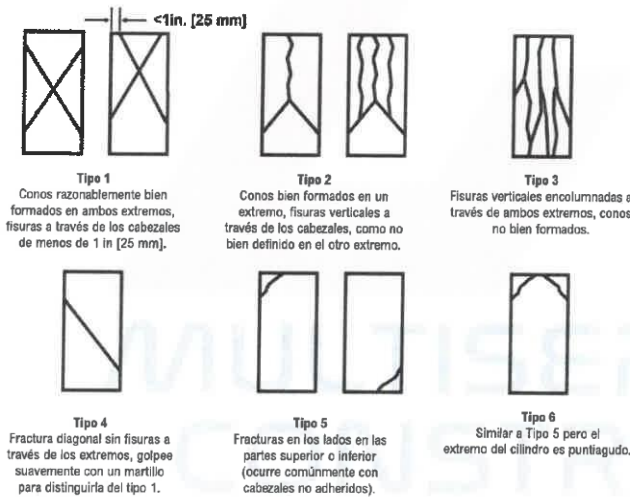 <1in. [25 mm]
Tipo 1
Conos razonablemente bien
formados en ambos extremos,
fisuras a través de los cabezales
de menos de 1 in [25 mm].
Tipo 2
Conos bien formados en un
extremo, fisuras verticales a
través de los cabezales, como no
bien definido en el otro extremo.
Tipo 3
Fisuras verticales encolumnadas a
través de ambos extremos, conos
no bien formados.
Tipo 4
Fractura diagonal sin fisuras a
través de los extremos, golpee
suavemente con un martillo
para distinguirla del tipo 1.
Tipo 5
Fracturas en los lados en las
partes superior o inferior
(ocurre comúnmente con
cabezales no adheridos).
Tipo 6
Similar a Tipo 5 pero el
extremo del cilindro es puntiagudo.